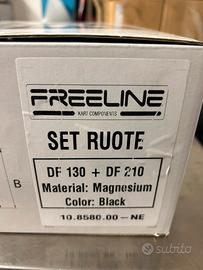 FREELINE
KART COMPONENTS
SET RUOTE
DF 130 + DF 210
Material: Magnesium
Color: Black
10.8580.00-NE
B
subito